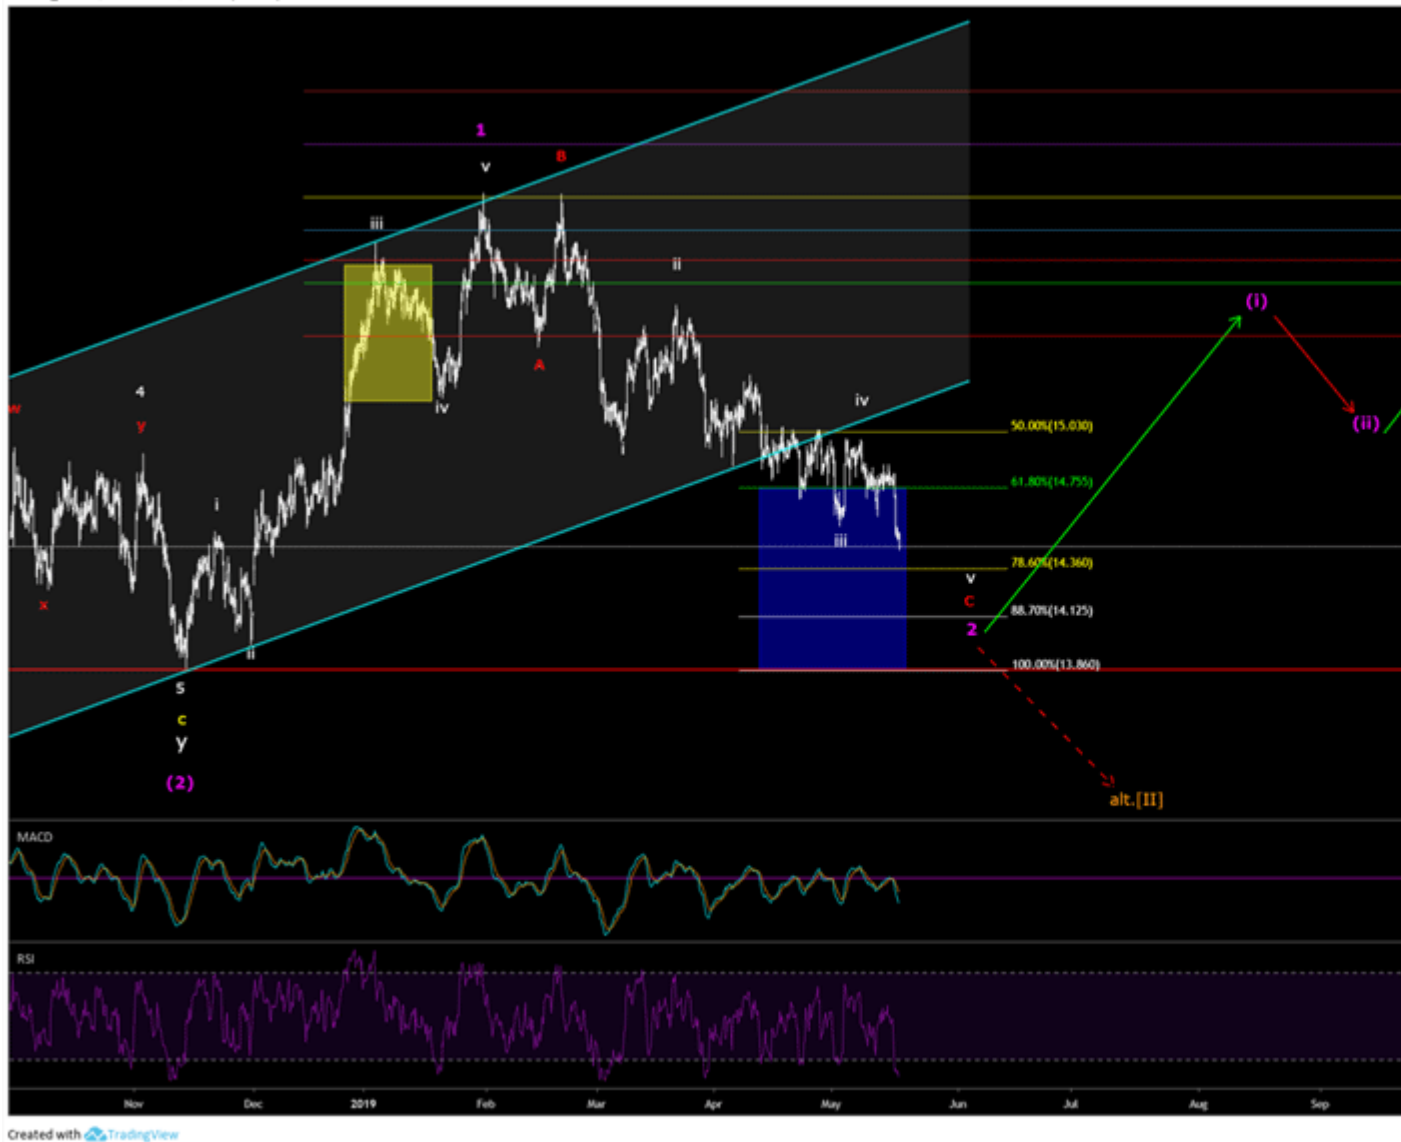 1
B
v
iii
ii
(i)
4
w
y
A
iv
iv
(ii)
50.00%(15.030)
i
i
61.80%(14.755)
iii
78.60%(14.360)
v
x
C
88.70%(14.125)
2
ii
100.00%(13.860)
5
c
y
(2)
alt.[II]
MACD
RSI
Nov Dec 2019 Feb Mar Apr May Jun Jul Aug Sep
Created with TradingView